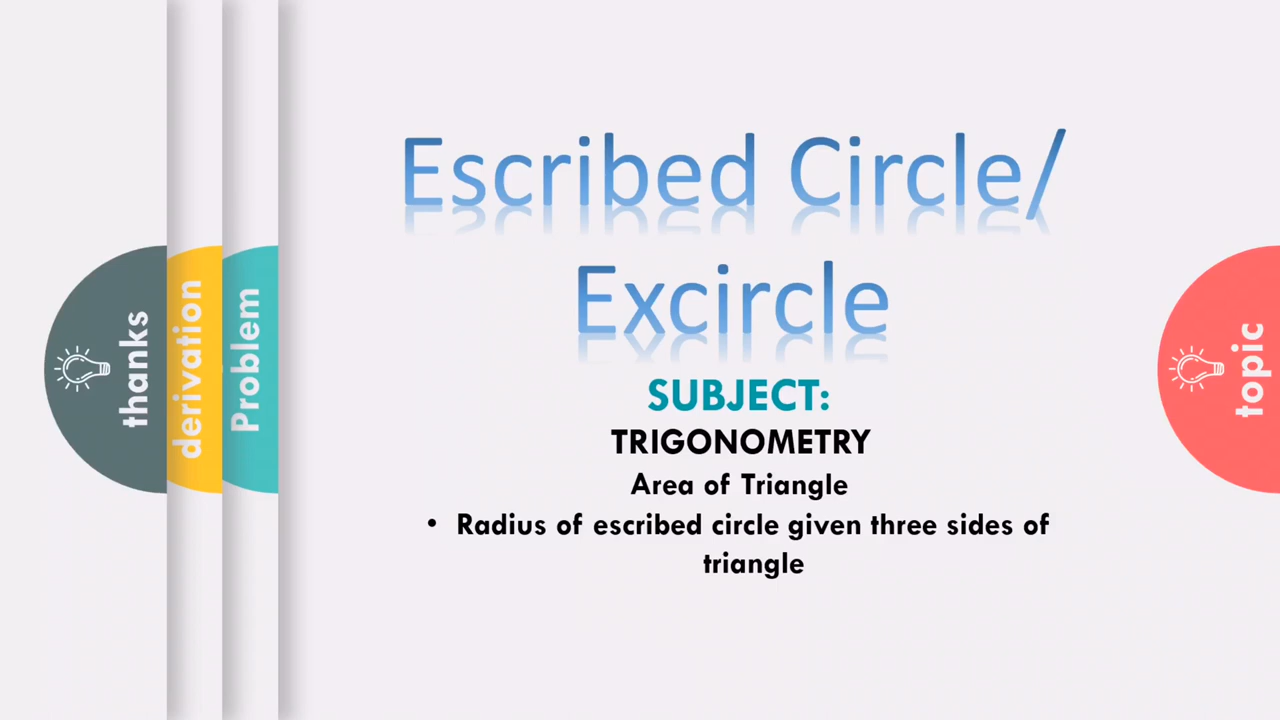 Escribed Circle/
Excircle
SUBJECT:
TRIGONOMETRY
Area of Triangle
• Radius of escribed circle given three sides of
triangle
thanks
derivation
Problem
topic